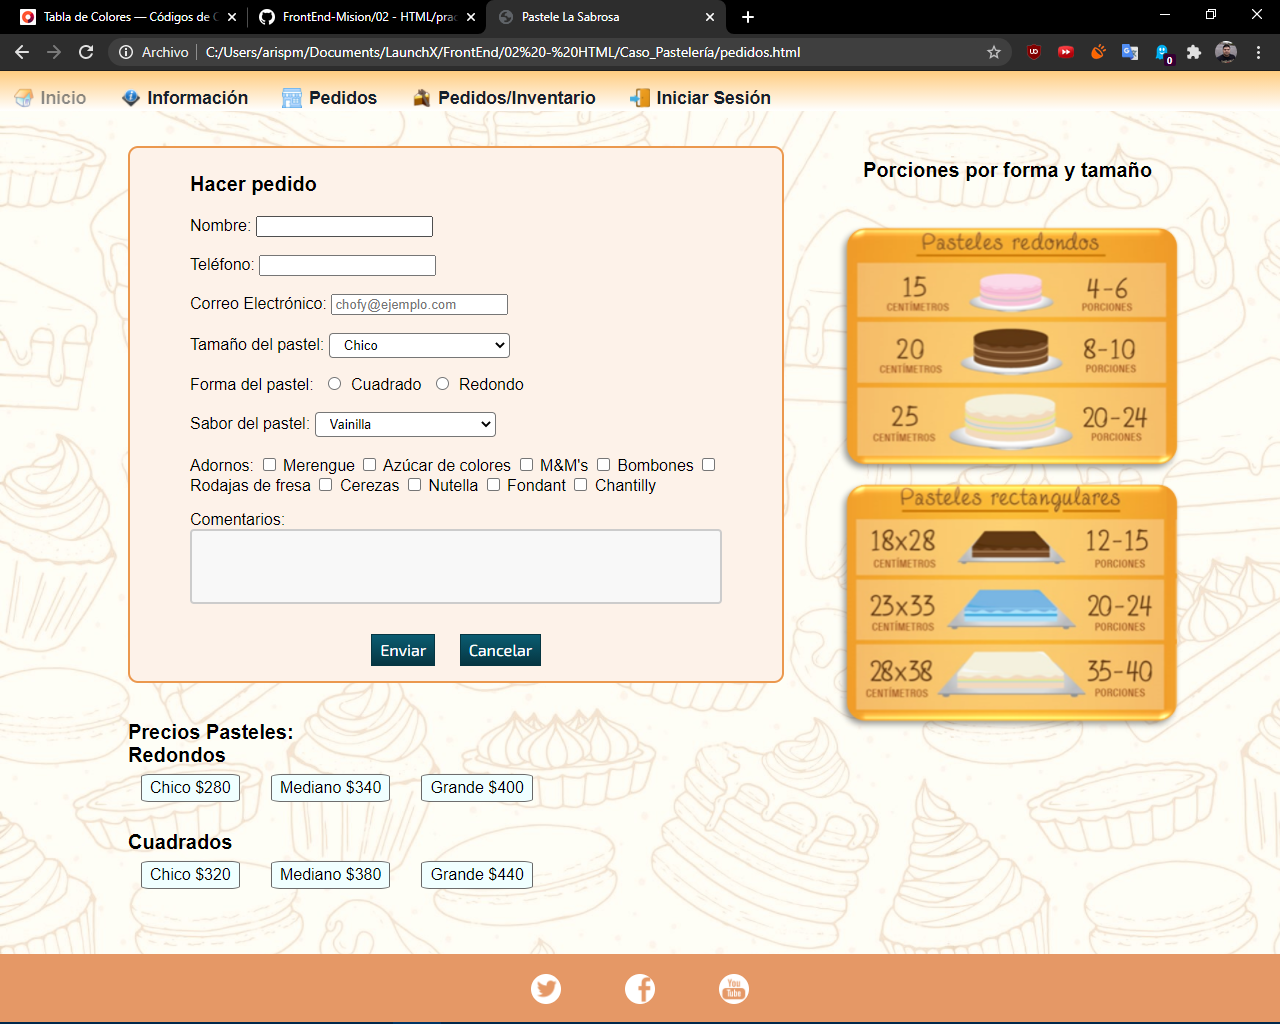 Tabla de Colores — Códigos de C
FrontEnd-Mision/02 - HTML/prac
Pastele La Sabrosa
Archivo
C:/Users/arispm/Documents/LaunchX/FrontEnd/02%20-%20HTML/Caso_Pastelería/pedidos.html
0
Inicio
Información
Pedidos
Pedidos/Inventario
Iniciar Sesión
Hacer pedido
Nombre:
Teléfono:
Correo Electrónico: chofy@ejemplo.com
Tamaño del pastel: Chico
Forma del pastel: Cuadrado Redondo
Sabor del pastel: Vainilla
Adornos: Merengue Azúcar de colores M&M's Bombones
Rodajas de fresa Cerezas Nutella Fondant Chantilly
Comentarios:
Enviar Cancelar
Porciones por forma y tamaño
Pasteles redondos
15 4-6
CENTÍMETROS PORCIONES
20 8-10
CENTÍMETROS PORCIONES
25 20-24
CENTÍMETROS PORCIONES
Pasteles rectangulares
18x28 12-15
CENTÍMETROS PORCIONES
23x33 20-24
CENTÍMETROS PORCIONES
28x38 35-40
CENTÍMETROS PORCIONES
Precios Pasteles:
Redondos
Chico $280 Mediano $340 Grande $400
Cuadrados
Chico $320 Mediano $380 Grande $440
You
Tube